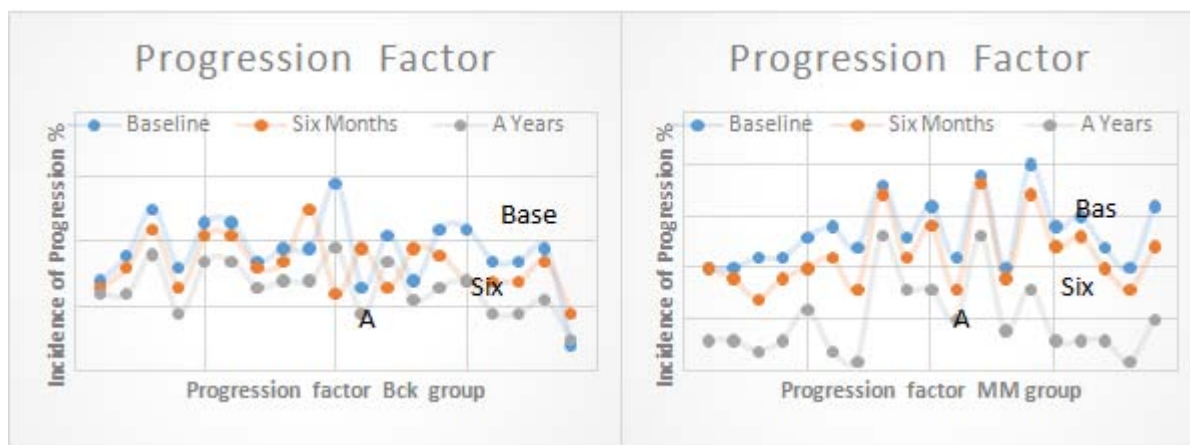 Progression Factor
Baseline Six Months A Years
Incidence of Progression %
Base
Six
A
Progression factor Bck group
Progression Factor
Baseline Six Months A Years
Incidence of Progression %
Bas
Six
A
Progression factor MM group